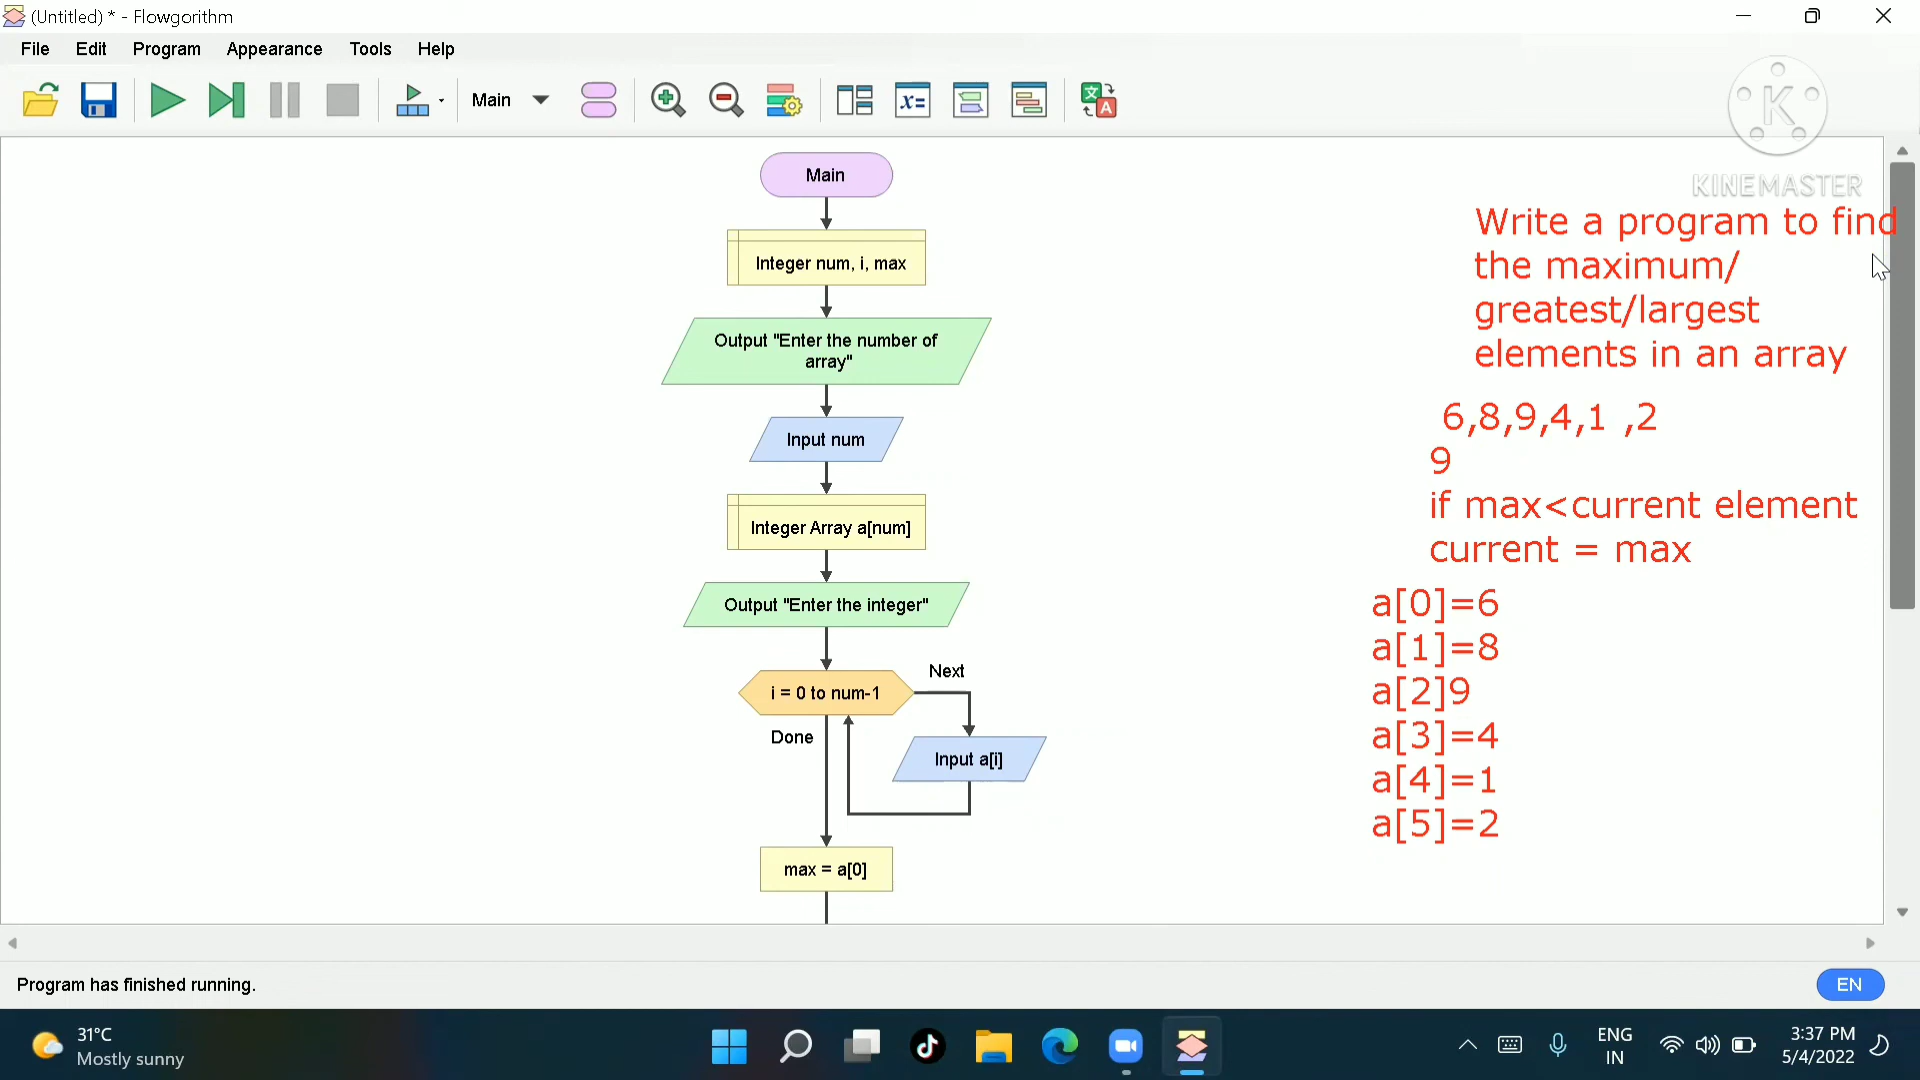 (Untitled) * - Flowgorithm
File Edit Program Appearance Tools Help
Main
x=
文 A
K
KINEMASTER
Main
Integer num, i, max
Output "Enter the number of
array"
Input num
Integer Array a[num]
Output "Enter the integer"
i = 0 to num-1
Next
Done
Input a[i]
max = a[0]
Write a program to find
the maximum/
greatest/largest
elements in an array
6,8,9,4,1 ,2
9
if max<current element
current = max
a[0]=6
a[1]=8
a[2]9
a[3]=4
a[4]=1
a[5]=2
Program has finished running.
EN
31°C
Mostly sunny
ENG
IN
3:37 PM
5/4/2022